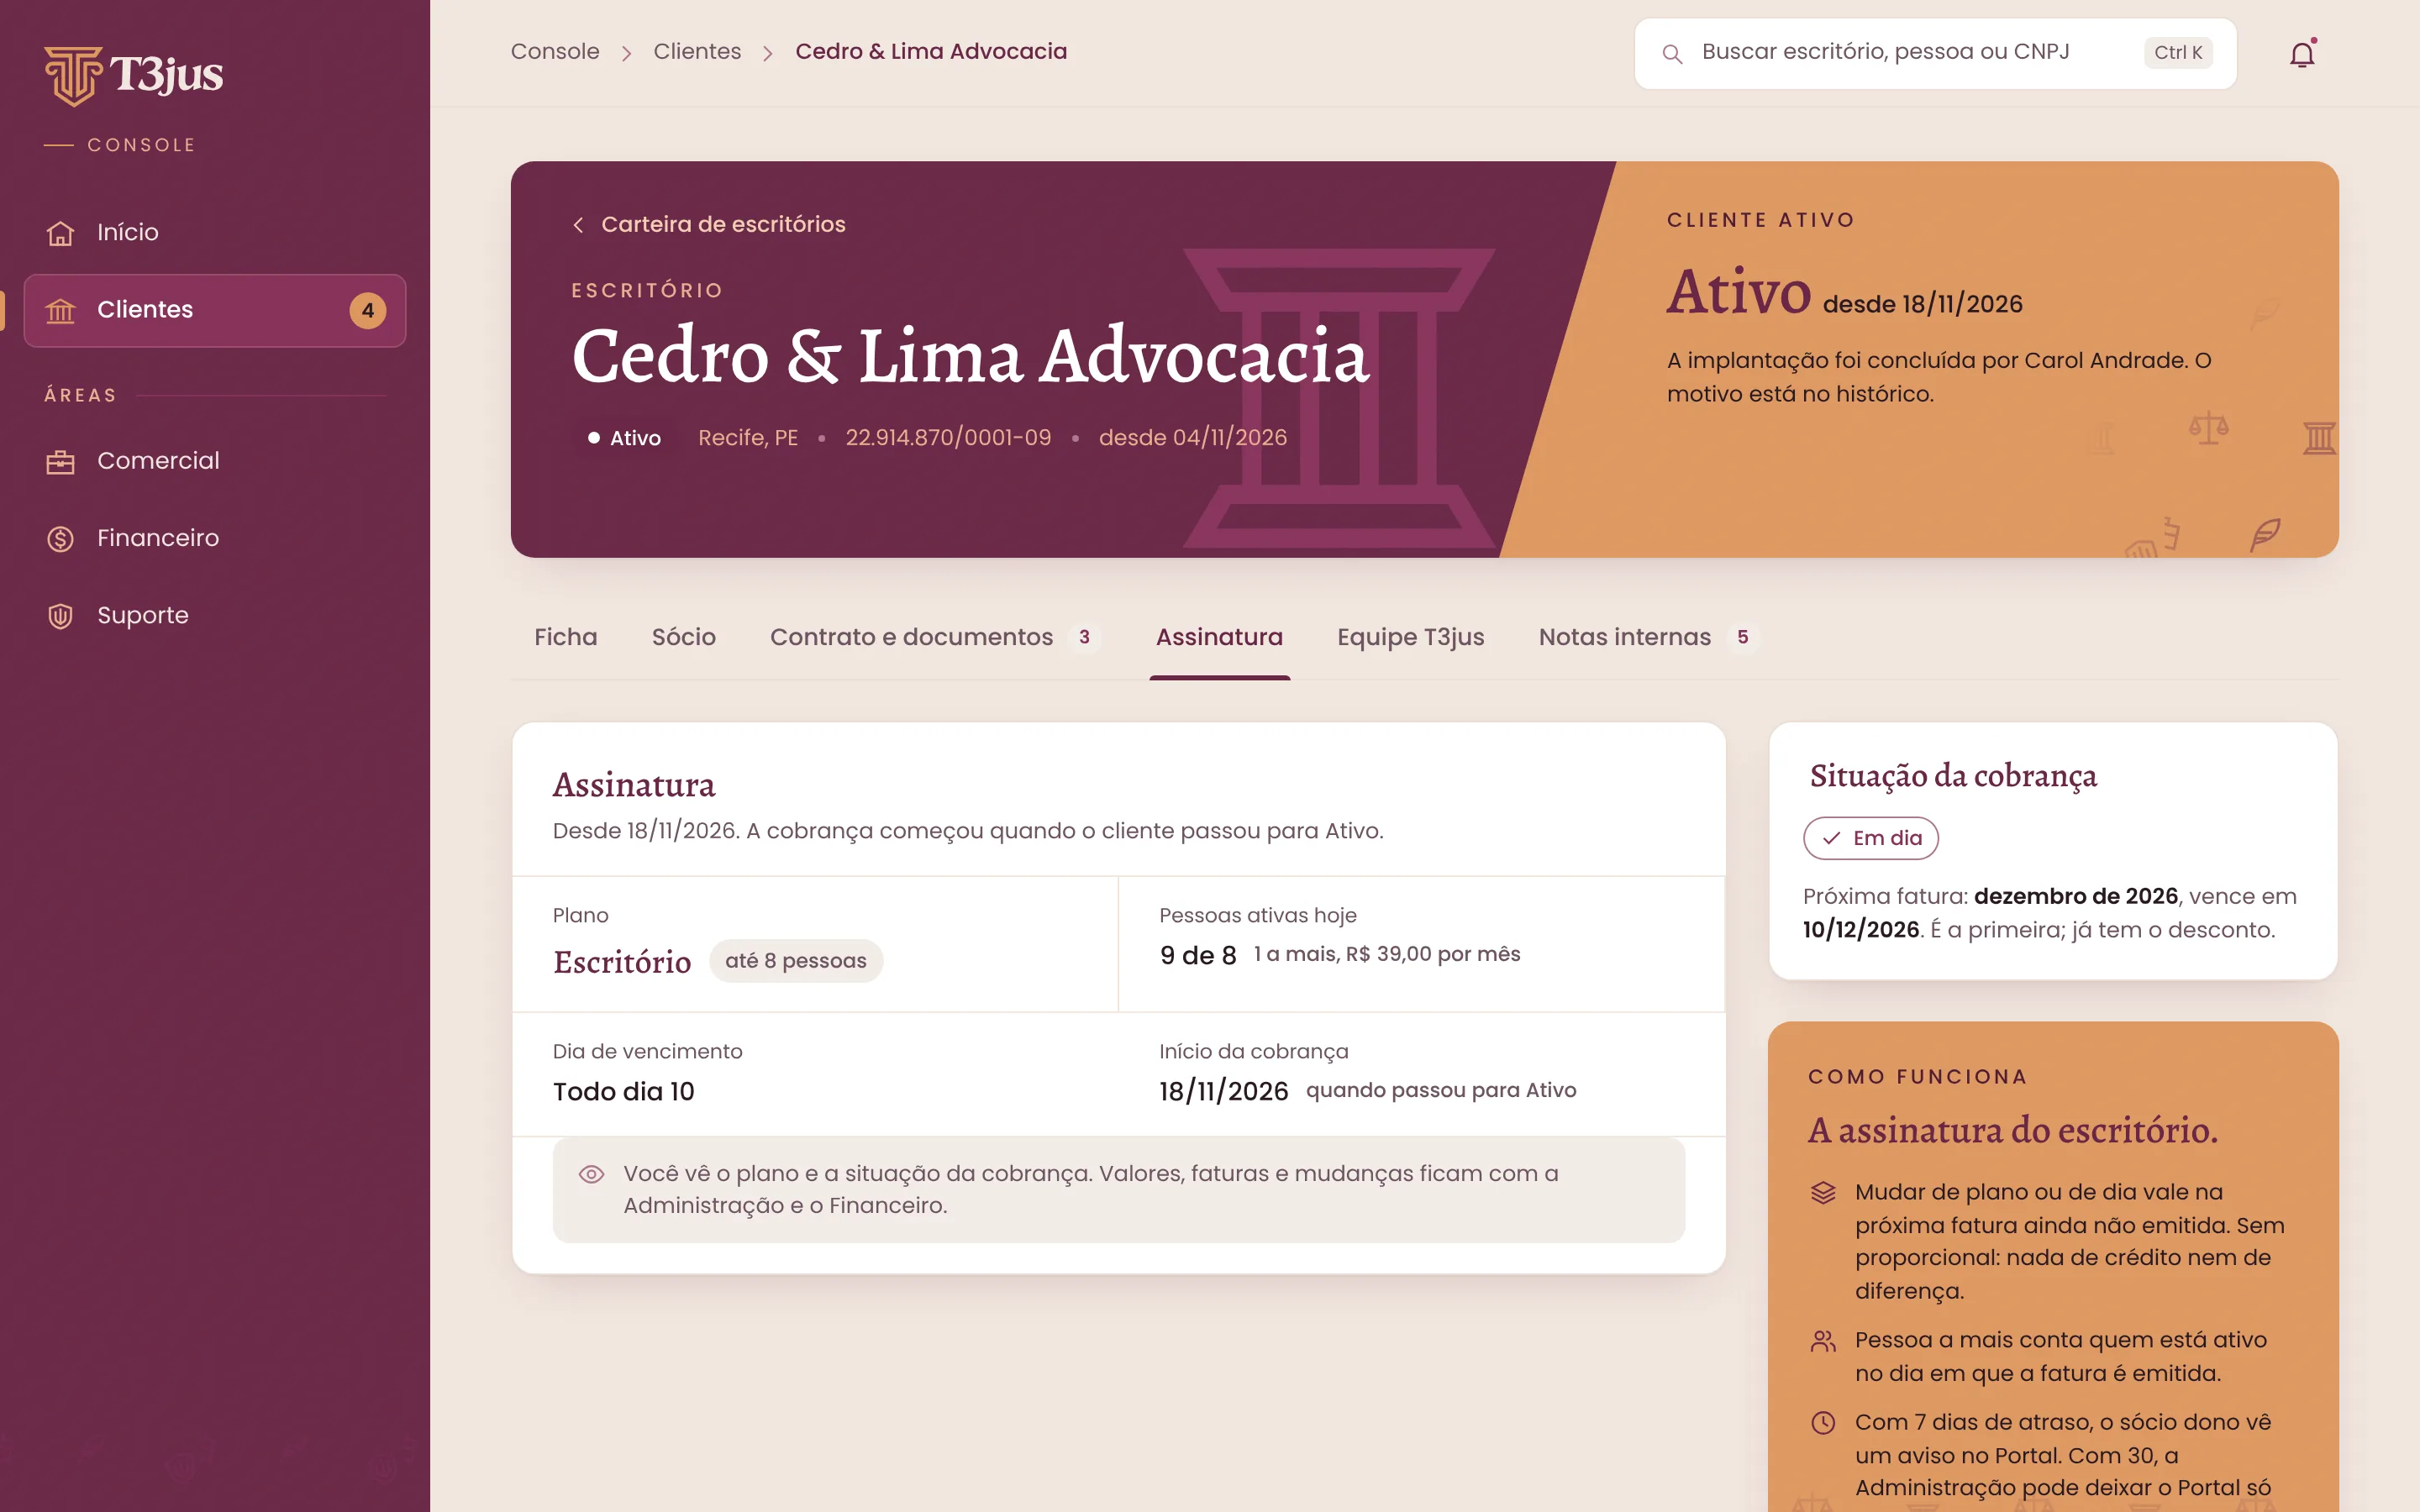 T3jus
CONSOLE
Início
Clientes
4
ÁREAS
Comercial
Financeiro
Suporte
Console
Clientes
Cedro & Lima Advocacia
Buscar escritório, pessoa ou CNPJ
Ctrl K
Carteira de escritórios
ESCRITÓRIO
Cedro & Lima Advocacia
Ativo
Recife, PE
22.914.870/0001-09
desde 04/11/2026
CLIENTE ATIVO
Ativo desde 18/11/2026
A implantação foi concluída por Carol Andrade. O
motivo está no histórico.
Ficha
Sócio
Contrato e documentos
3
Assinatura
Equipe T3jus
Notas internas
5
Assinatura
Desde 18/11/2026. A cobrança começou quando o cliente passou para Ativo.
Plano
Escritório
até 8 pessoas
Pessoas ativas hoje
9 de 8
1 a mais, R$ 39,00 por mês
Dia de vencimento
Todo dia 10
Início da cobrança
18/11/2026
quando passou para Ativo
Você vê o plano e a situação da cobrança. Valores, faturas e mudanças ficam com a
Administração e o Financeiro.
Situação da cobrança
Em dia
Próxima fatura: dezembro de 2026, vence em
10/12/2026. É a primeira; já tem o desconto.
COMO FUNCIONA
A assinatura do escritório.
Mudar de plano ou de dia vale na
próxima fatura ainda não emitida. Sem
proporcional: nada de crédito nem de
diferença.
Pessoa a mais conta quem está ativo
no dia em que a fatura é emitida.
Com 7 dias de atraso, o sócio dono vê
um aviso no Portal. Com 30, a
Administração pode deixar o Portal só